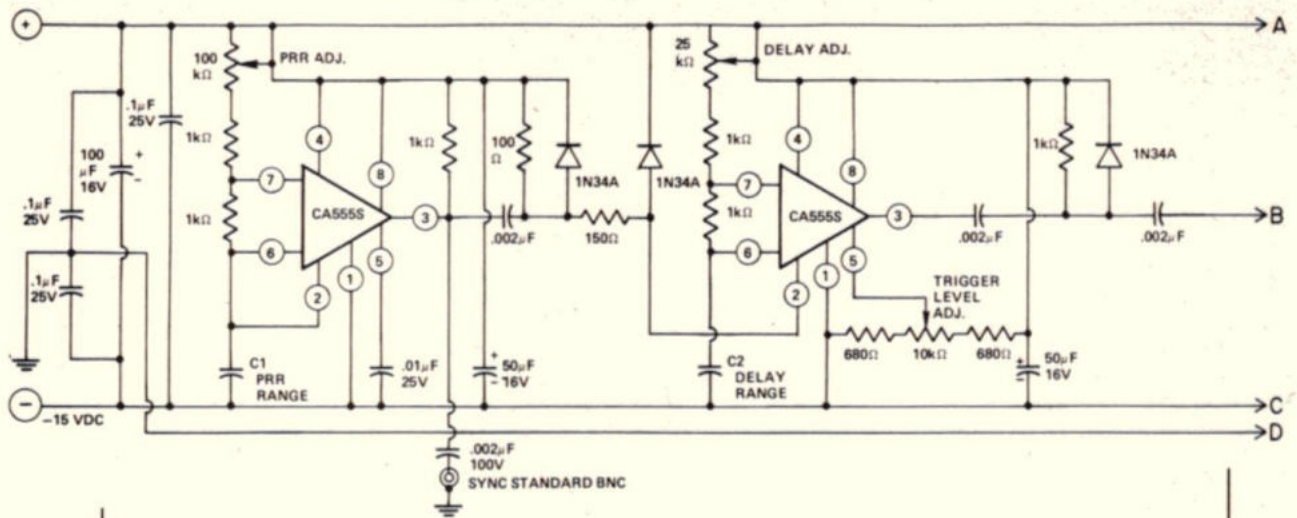 +
A
100
kΩ
PRR ADJ.
25
kΩ
DELAY ADJ.
.1μF
25V
4
4
1kΩ
1kΩ
100
μF
16V
+
-
8
1kΩ
100
Ω
8
1kΩ
1N34A
1N34A
1N34A
7
7
CA555S
CA555S
.1μF
25V
1kΩ
1kΩ
3
3
B
.002μF
150Ω
.002μF
.002μF
6
6
.1μF
25V
1
5
1
5
2
2
TRIGGER
LEVEL
ADJ.
680Ω
10kΩ
680Ω
C1
PRR
RANGE
.01μF
25V
+
-
50μF
16V
C2
DELAY
RANGE
+
-
50μF
16V
-
-15 VDC
C
D
.002μF
100V
SYNC STANDARD BNC